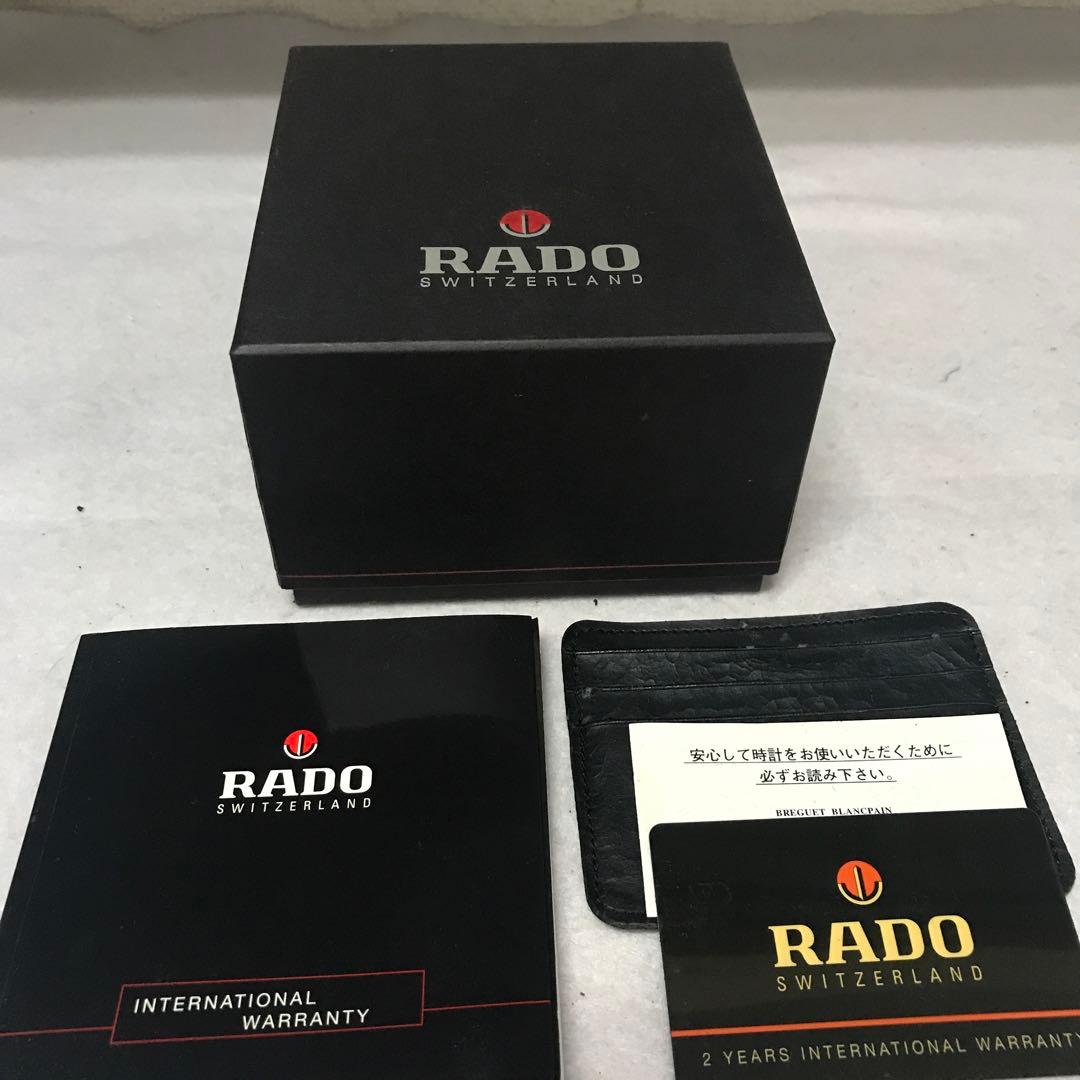 RADO
SWITZERLAND
RADO
SWITZERLAND
INTERNATIONAL
WARRANTY
安心して時計をお使いいただくために
必ずお読み下さい。
BREGUET BLANCPAIN
RADO
SWITZERLAND
2 YEARS INTERNATIONAL WARRANTY